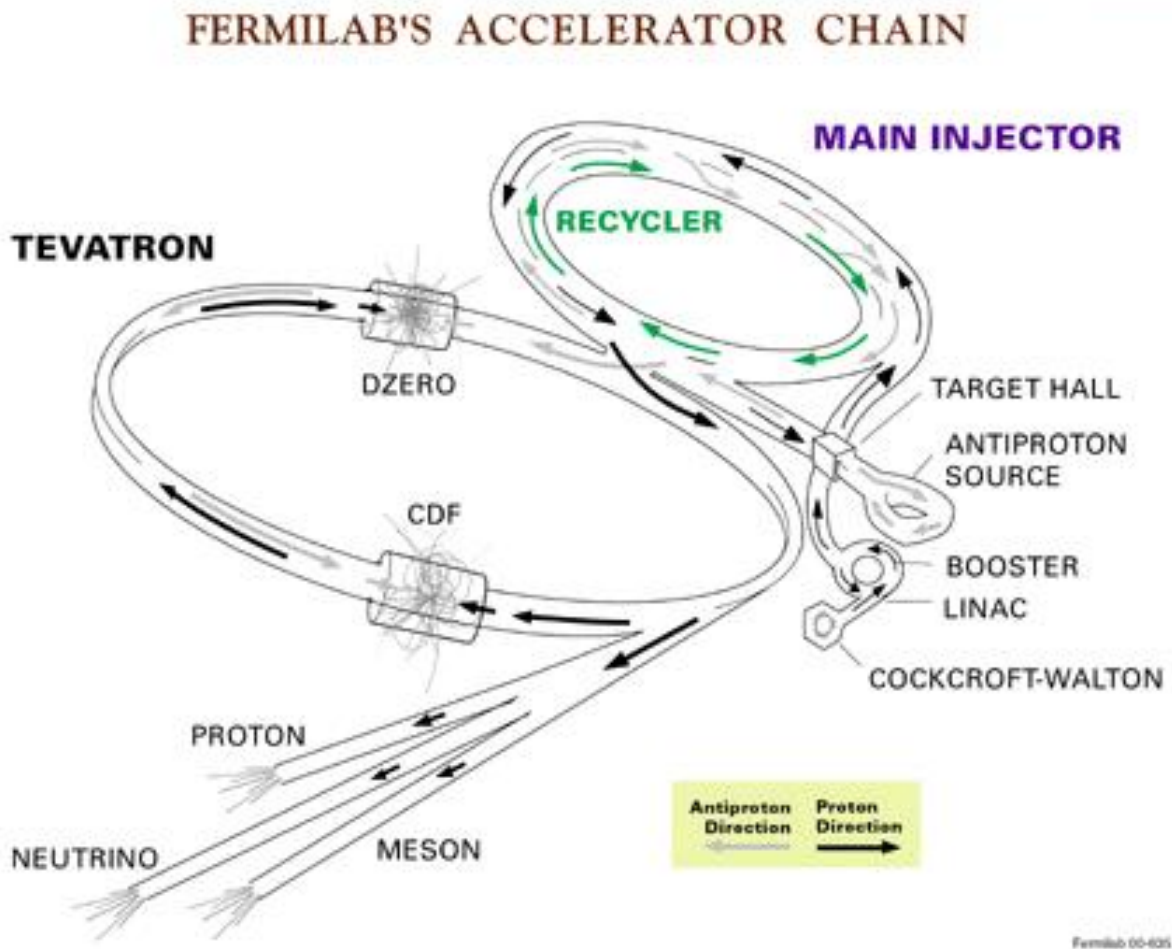 FERMILAB'S ACCELERATOR CHAIN
MAIN INJECTOR
RECYCLER
TEVATRON
DZERO
TARGET HALL
ANTIPROTON
SOURCE
CDF
BOOSTER
LINAC
COCKCROFT-WALTON
PROTON
NEUTRINO
MESON
Antiproton
Direction
Proton
Direction